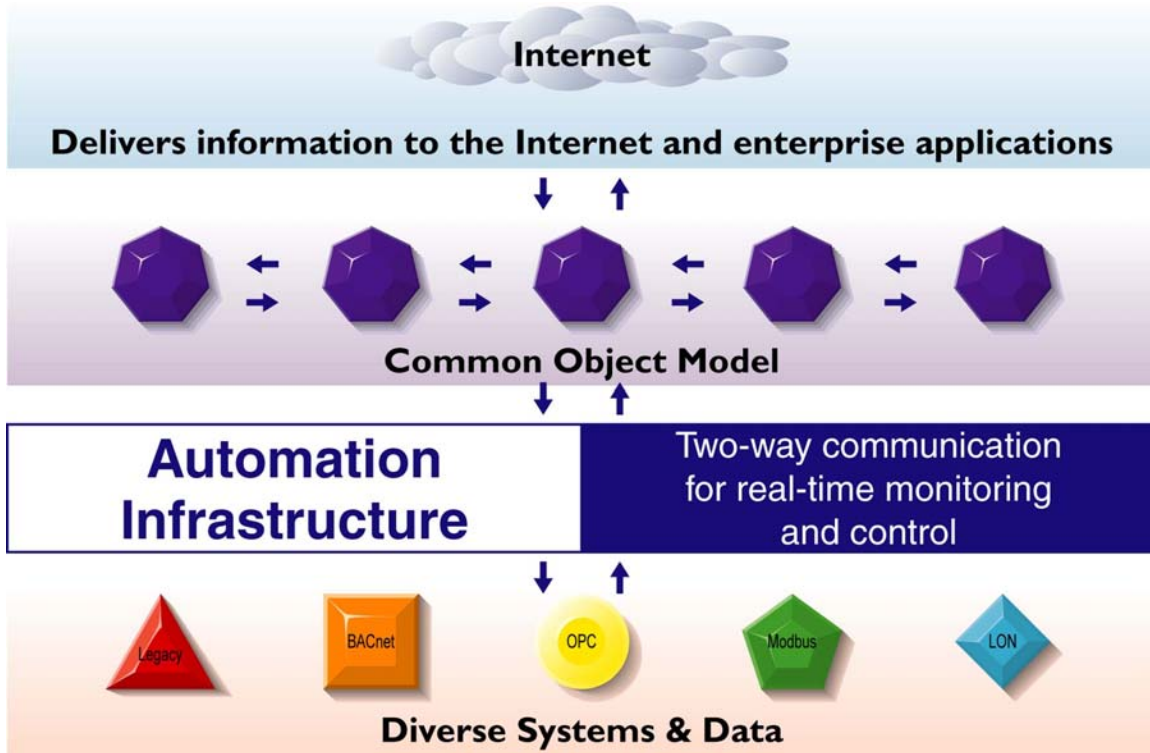 Internet
Delivers information to the Internet and enterprise applications
Common Object Model
Automation
Infrastructure
Two-way communication
for real-time monitoring
and control
Legacy
BACnet
OPC
Modbus
LON
Diverse Systems & Data